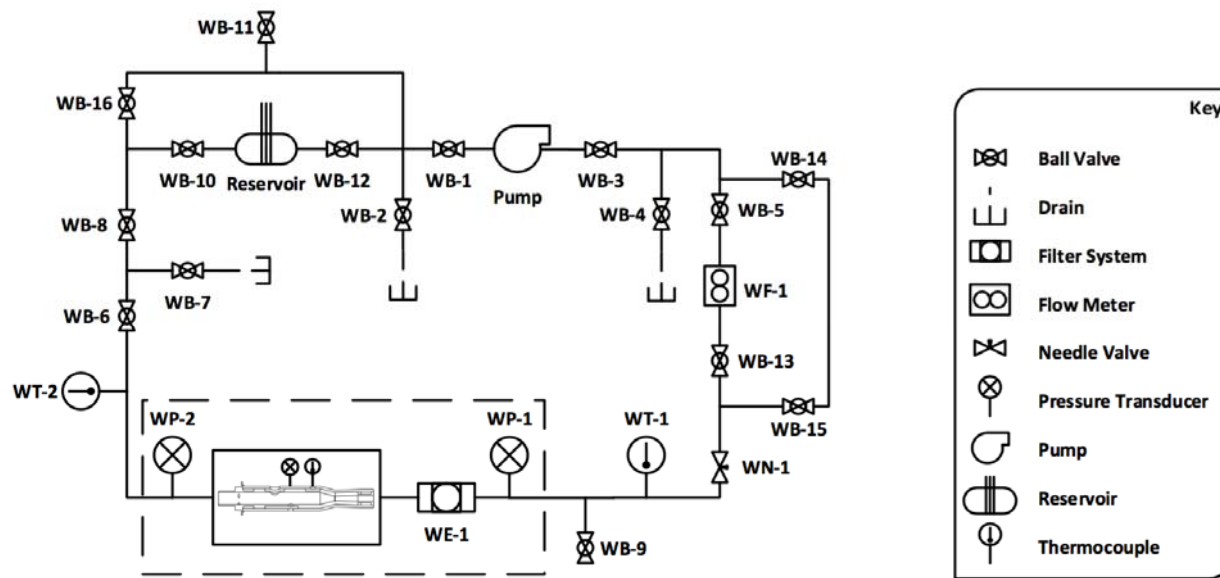 WB-11
Key
WB-16
WB-10
Reservoir
WB-12
WB-1
Pump
WB-3
WB-14
Ball Valve
WB-8
WB-2
WB-4
WB-5
Drain
WB-7
WF-1
Filter System
WB-6
Flow Meter
WB-13
Needle Valve
WT-2
WP-2
WP-1
WT-1
WB-15
Pressure Transducer
WN-1
Pump
WE-1
Reservoir
WB-9
Thermocouple